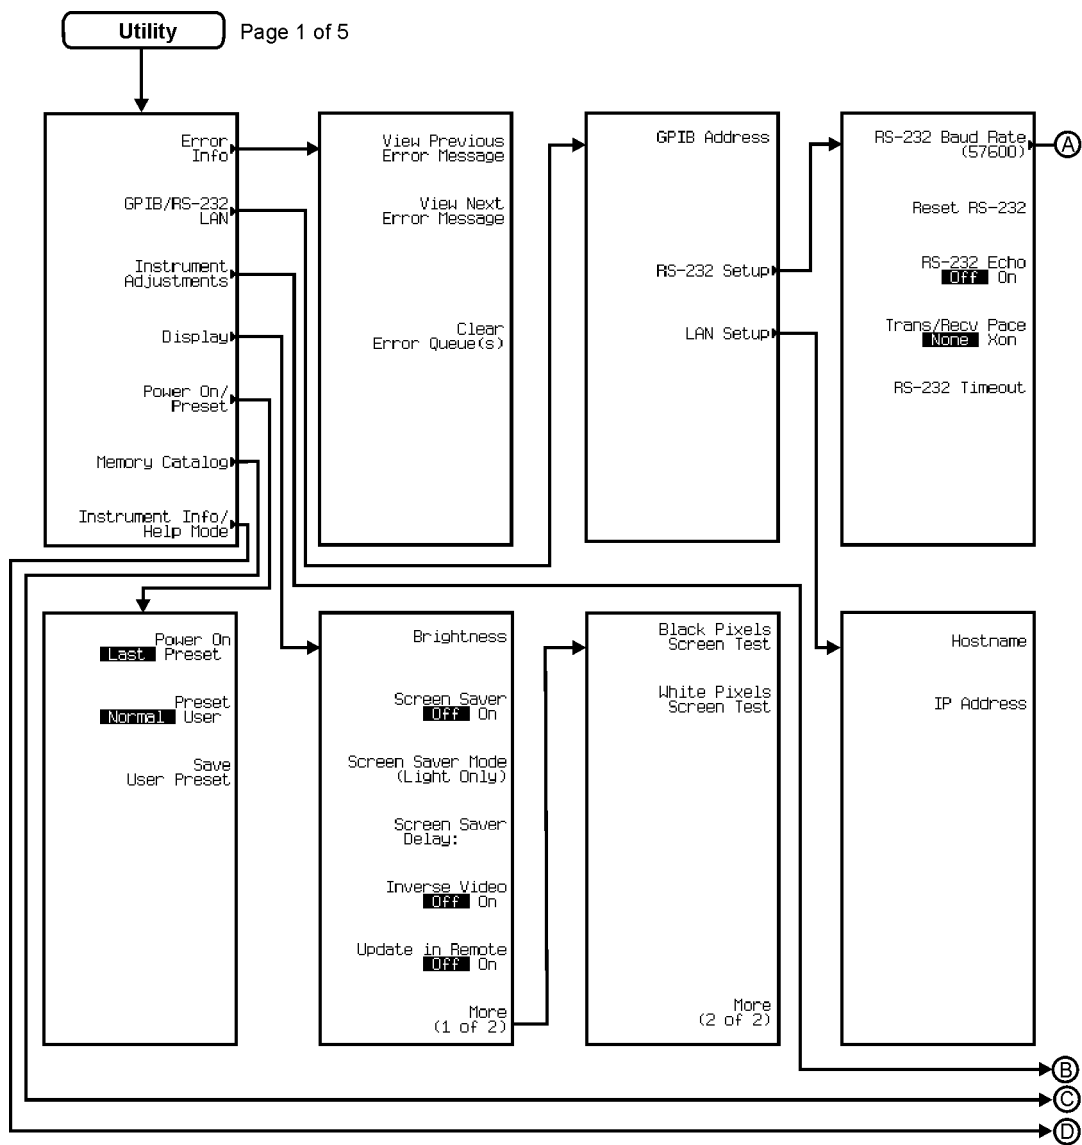 Utility
Page 1 of 5
Error
Info
GPIB/RS-232
LAN
Instrument
Adjustments
Display
Power On/
Preset
Memory Catalog
Instrument Info/
Help Mode
View Previous
Error Message
View Next
Error Message
Clear
Error Queue(s)
GPIB Address
RS-232 Setup
LAN Setup
RS-232 Baud Rate
(57600)
Reset RS-232
RS-232 Echo
Off On
Trans/Recv Pace
None Xon
RS-232 Timeout
A
Power On
Last Preset
Preset
Normal User
Save
User Preset
Brightness
Screen Saver
Off On
Screen Saver Mode
(Light Only)
Screen Saver
Delay:
Inverse Video
Off On
Update in Remote
Off On
More
(1 of 2)
Black Pixels
Screen Test
White Pixels
Screen Test
More
(2 of 2)
Hostname
IP Address
B
C
D